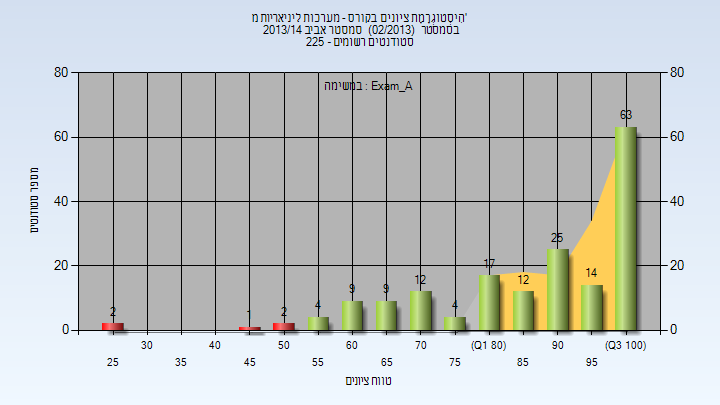 היסטוגרמת ציונים בקורס - מערכות ליניאריות מ'
בסמסטר (02/2013) סמסטר אביב 2013/14
סטודנטים רשומים - 225
במשימה : Exam_A
80 80
60 60
40 40
20 20
0 0
2 1 2 4 9 9 12 4 17 12 25 14 63
מספר סטודנטים
30 40 50 60 70 (Q1 80) 90 (Q3 100)
25 35 45 55 65 75 85 95
טווח ציונים